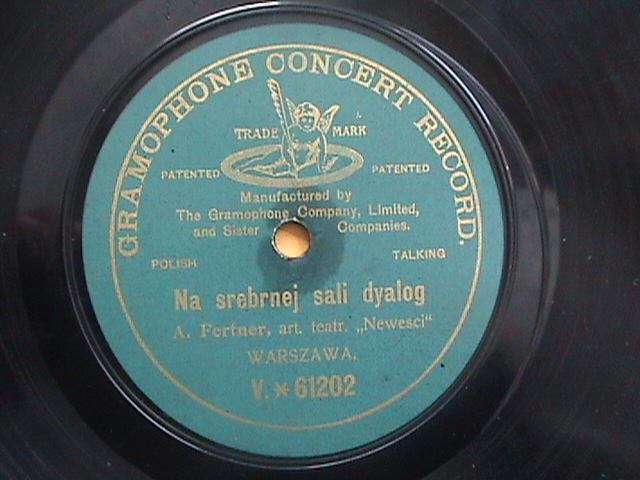 GRAMOPHONE CONCERT RECORD.
TRADE MARK
PATENTED PATENTED
Manufactured by
The Gramophone Company, Limited,
and Sister Companies.
POLISH TALKING
Na srebrnej sali dyalog
A. Fertner, art. teatr. „Newesci“
WARSZAWA.
V. * 61202